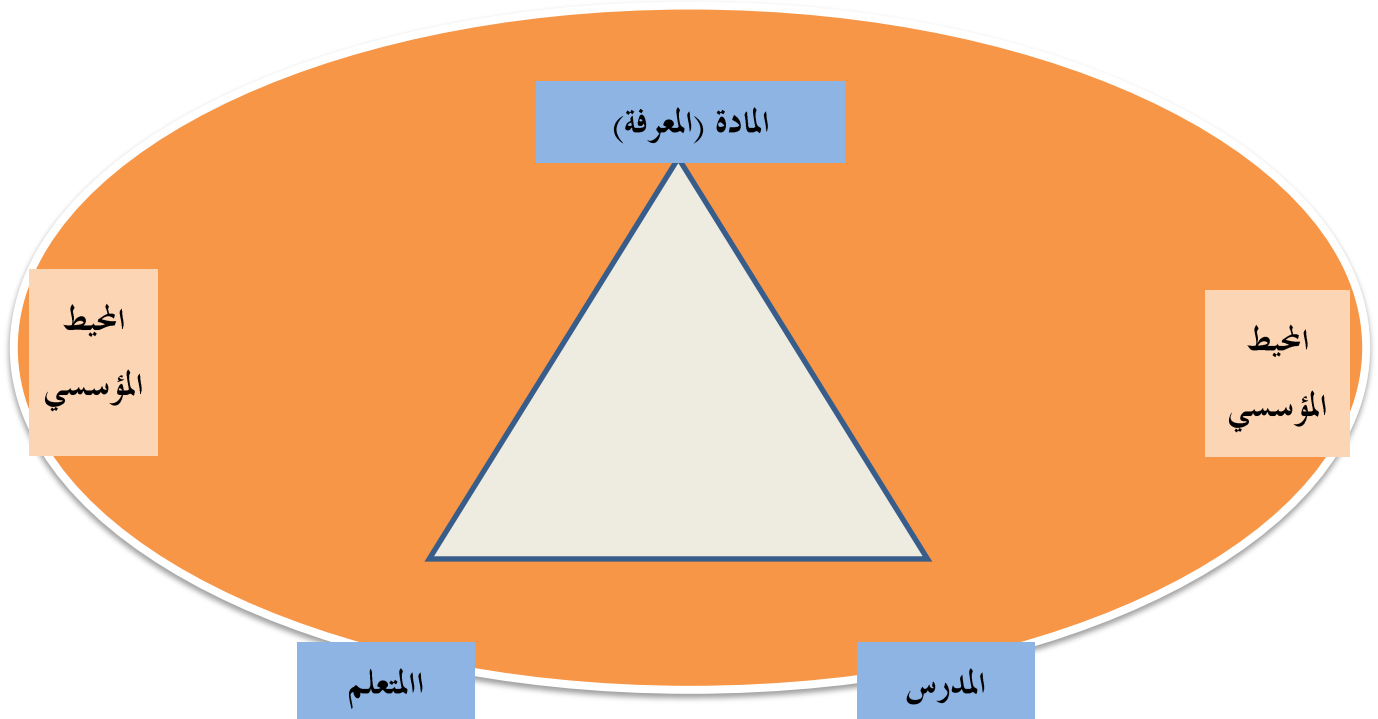 المادة (المعرفة)
المحيط
المؤسسي
المحيط
المؤسسي
المدرس
االمتعلم